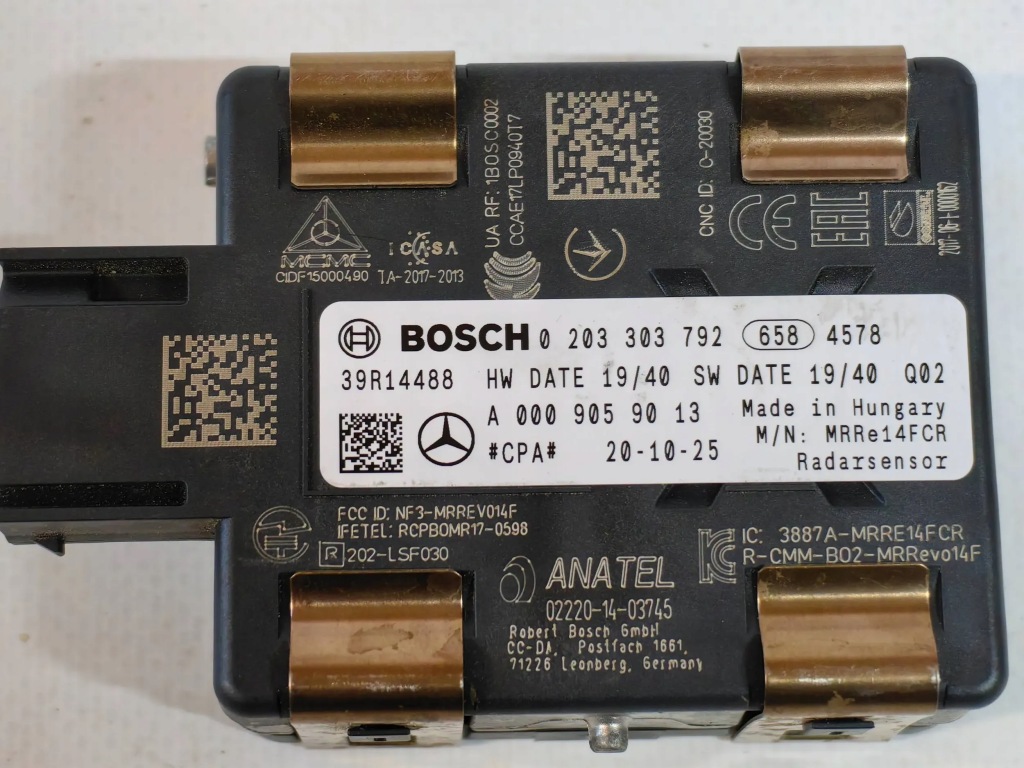 UA RF: 1BOSC0002
CCAE17LP0940T7
CNC ID: C-20030
CE
EAC
MCMC
CIDF15000490
ICASA
TA-2017-2013
BOSCH 0 203 303 792 658 4578
39R14488 HW DATE 19/40 SW DATE 19/40 Q02
A 000 905 90 13 Made in Hungary
M/N: MRRe14FCR
#CPA# 20-10-25 Radarsensor
FCC ID: NF3-MRREVO14F
IFETEL: RCPBOMR17-0598
R 202-LSF030
IC: 3887A-MRRE14FCR
R-CMM-BO2-MRRevo14F
ANATEL
02220-14-03745
Robert Bosch GmbH
CC-DA, Postfach 1661,
71226 Leonberg, Germany